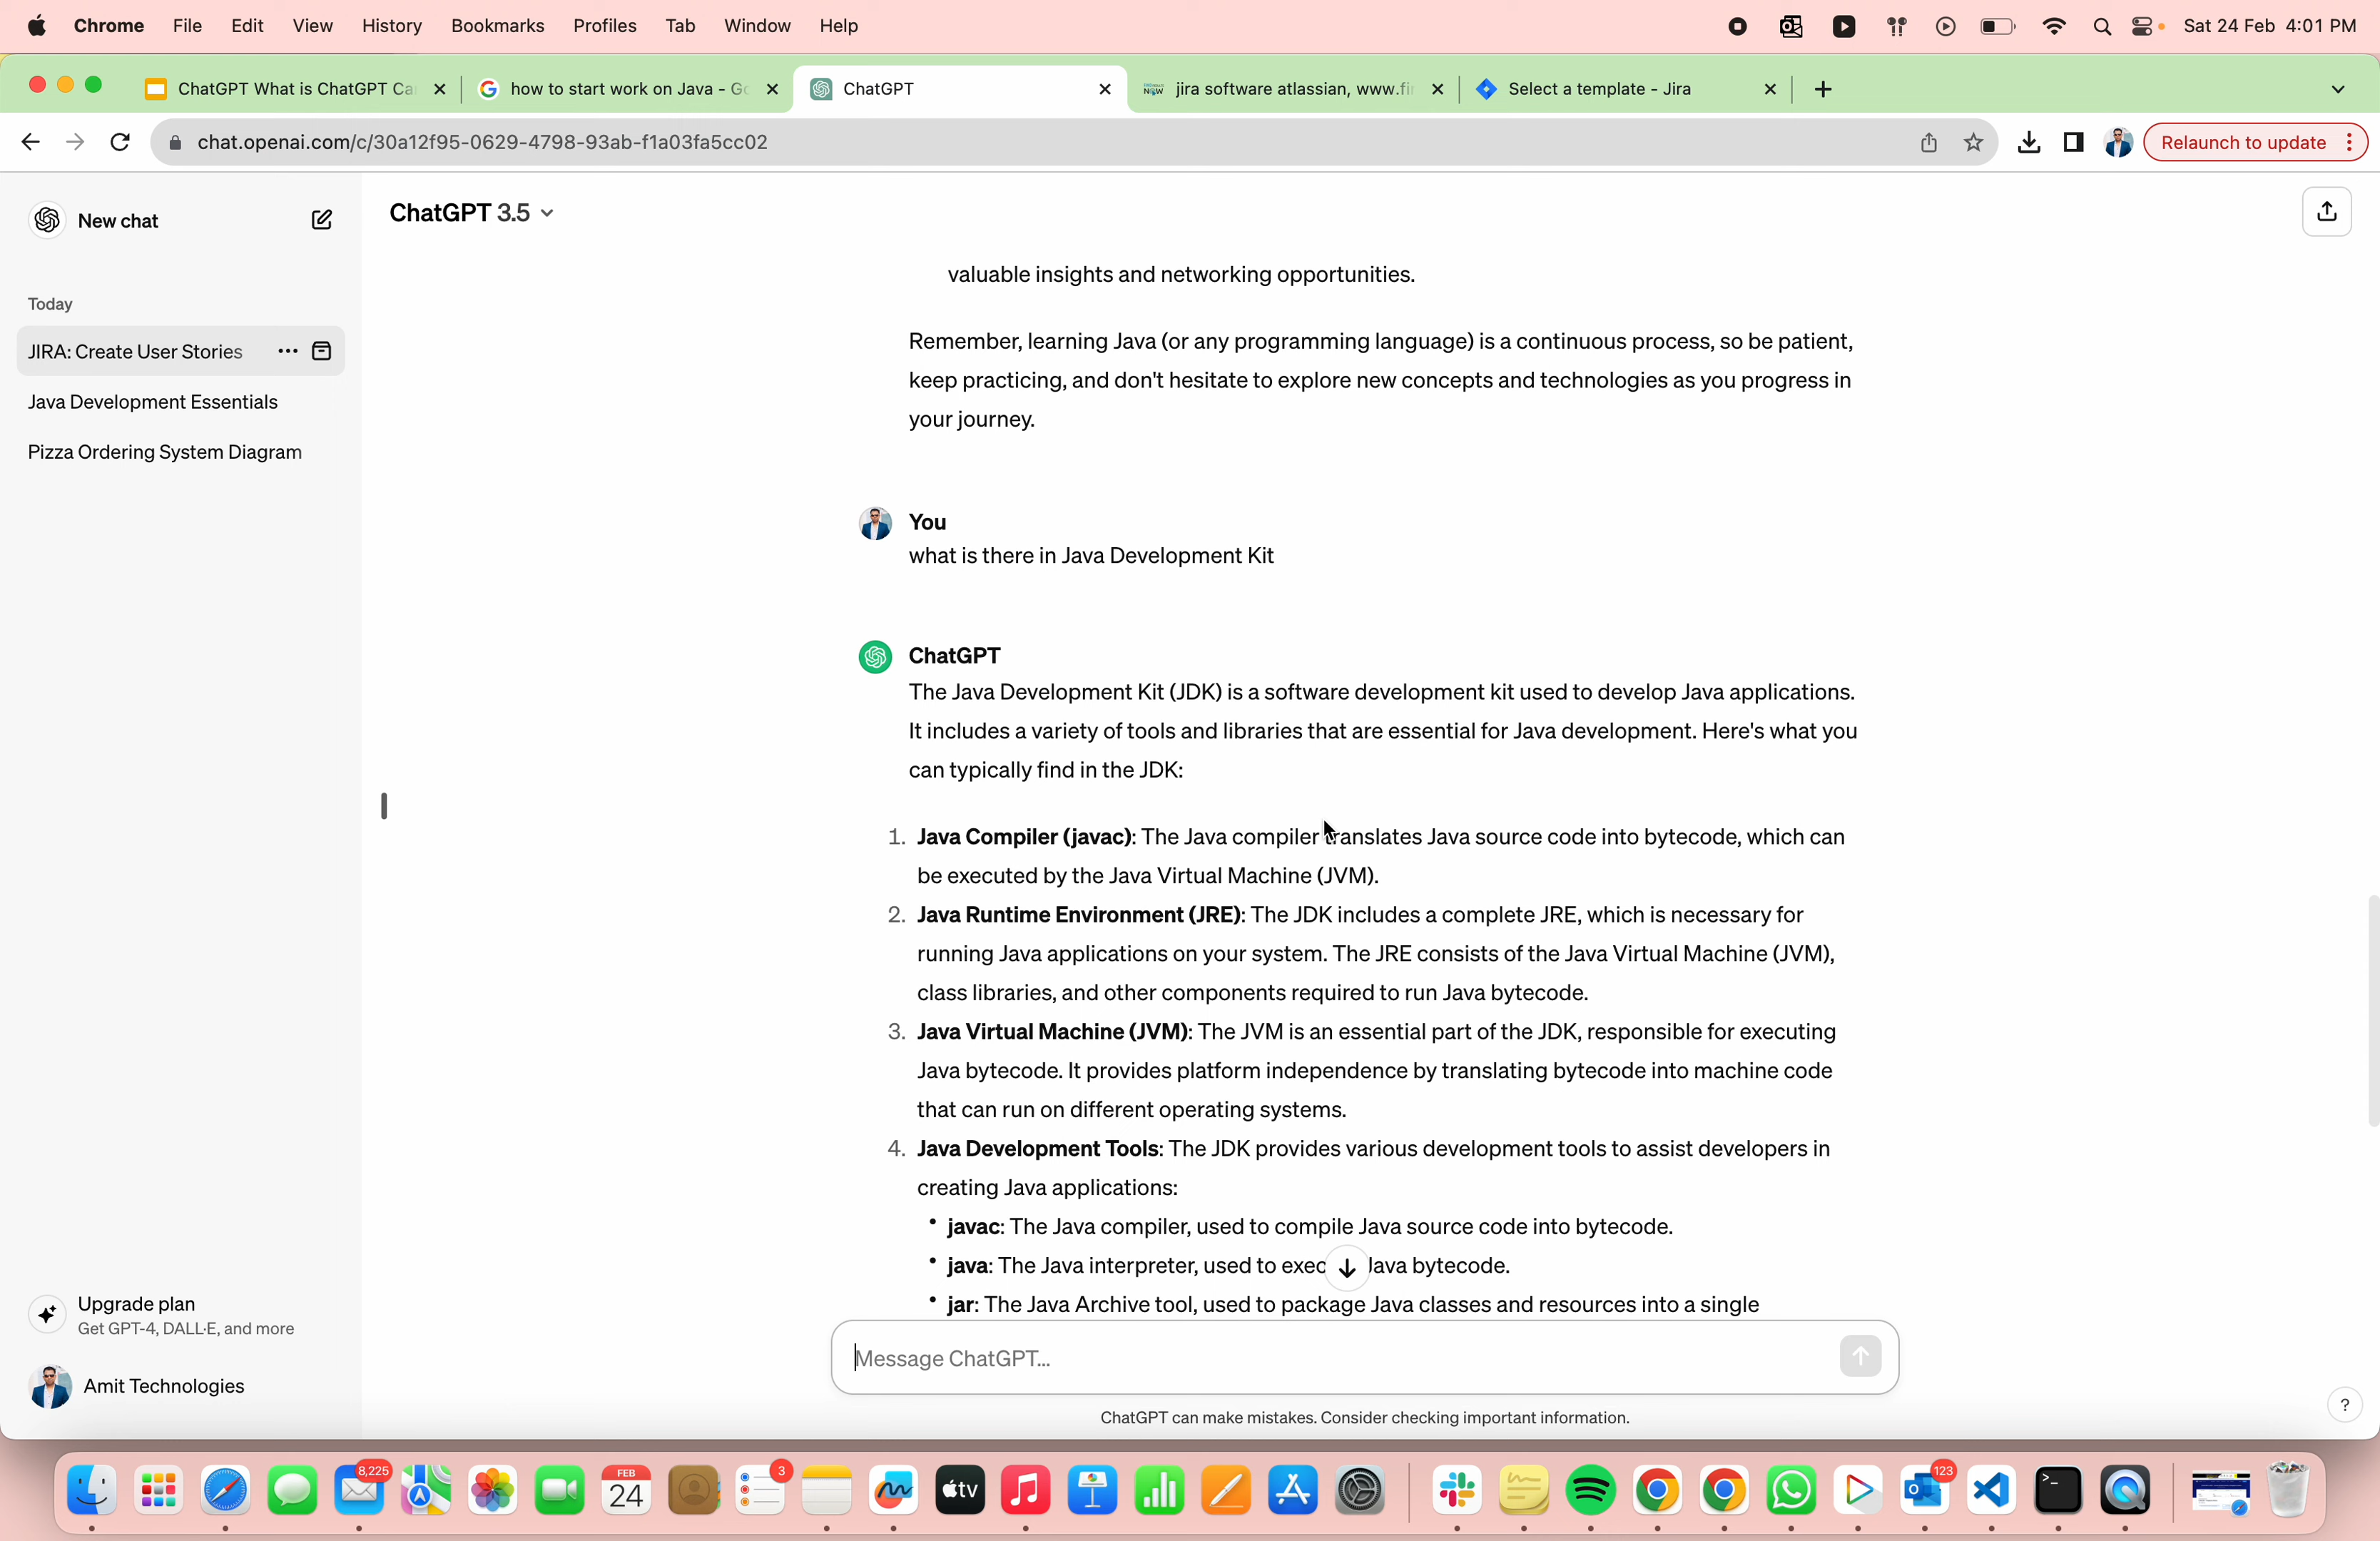 Chrome File Edit View History Bookmarks Profiles Tab Window Help Sat 24 Feb 4:01 PM
ChatGPT What is ChatGPT Ca how to start work on Java - Go ChatGPT jira software atlassian, www.fir Select a template - Jira
chat.openai.com/c/30a12f95-0629-4798-93ab-f1a03fa5cc02 Relaunch to update
New chat
Today
JIRA: Create User Stories
Java Development Essentials
Pizza Ordering System Diagram
Upgrade plan
Get GPT-4, DALL·E, and more
Amit Technologies
ChatGPT 3.5
valuable insights and networking opportunities.
Remember, learning Java (or any programming language) is a continuous process, so be patient,
keep practicing, and don't hesitate to explore new concepts and technologies as you progress in
your journey.
You
what is there in Java Development Kit
ChatGPT
The Java Development Kit (JDK) is a software development kit used to develop Java applications.
It includes a variety of tools and libraries that are essential for Java development. Here's what you
can typically find in the JDK:
1. Java Compiler (javac): The Java compiler translates Java source code into bytecode, which can
be executed by the Java Virtual Machine (JVM).
2. Java Runtime Environment (JRE): The JDK includes a complete JRE, which is necessary for
running Java applications on your system. The JRE consists of the Java Virtual Machine (JVM),
class libraries, and other components required to run Java bytecode.
3. Java Virtual Machine (JVM): The JVM is an essential part of the JDK, responsible for executing
Java bytecode. It provides platform independence by translating bytecode into machine code
that can run on different operating systems.
4. Java Development Tools: The JDK provides various development tools to assist developers in
creating Java applications:
• javac: The Java compiler, used to compile Java source code into bytecode.
• java: The Java interpreter, used to exec Java bytecode.
• jar: The Java Archive tool, used to package Java classes and resources into a single
Message ChatGPT...
ChatGPT can make mistakes. Consider checking important information.
?
8,225 FEB 24 3 tv 123